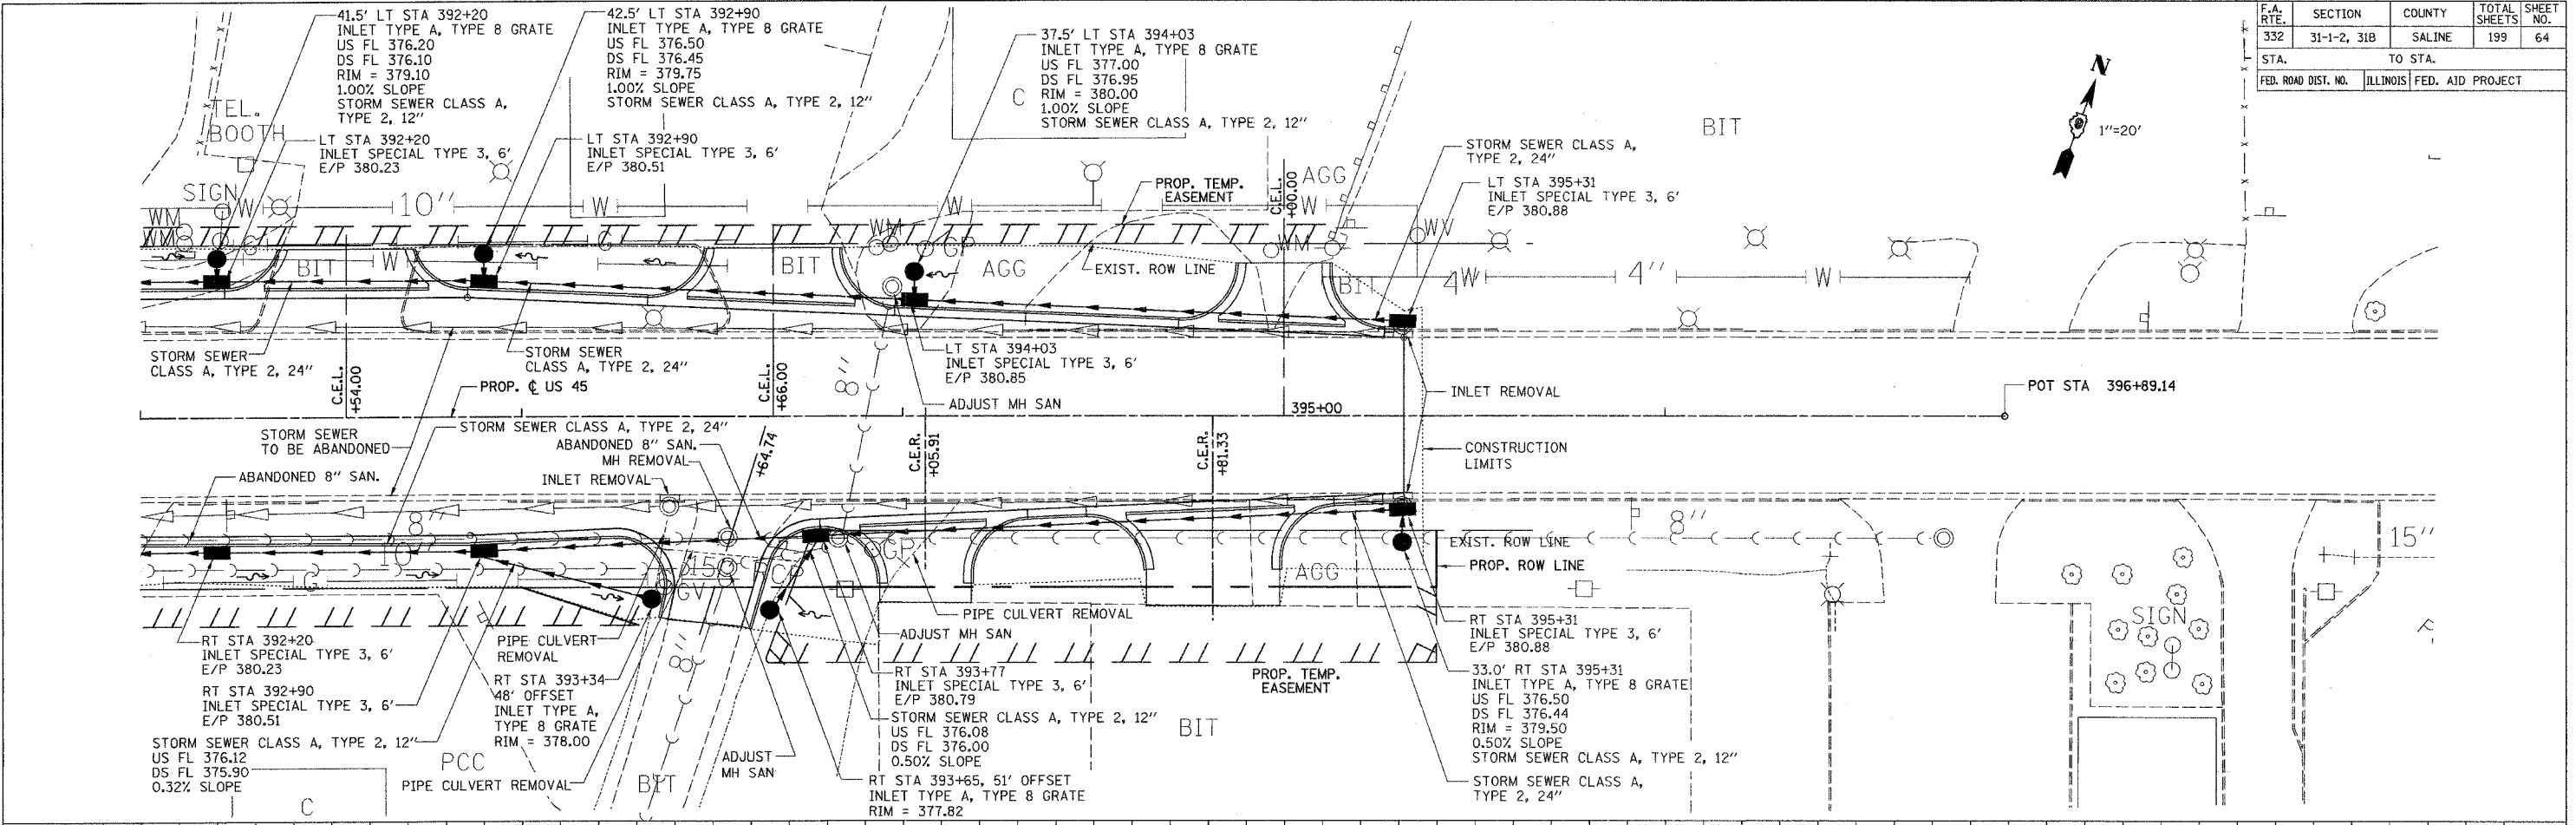 41.5' LT STA 392+20
INLET TYPE A, TYPE 8 GRATE
US FL 376.20
DS FL 376.10
RIM = 379.10
1.00% SLOPE
STORM SEWER CLASS A,
TYPE 2, 12"
42.5' LT STA 392+90
INLET TYPE A, TYPE 8 GRATE
US FL 376.50
DS FL 376.45
RIM = 379.75
1.00% SLOPE
STORM SEWER CLASS A, TYPE 2, 12"
37.5' LT STA 394+03
INLET TYPE A, TYPE 8 GRATE
US FL 377.00
DS FL 376.95
RIM = 380.00
1.00% SLOPE
STORM SEWER CLASS A, TYPE 2, 12"
F.A. RTE. SECTION COUNTY TOTAL SHEETS SHEET NO.
332 31-1-2, 31B SALINE 199 64
STA. TO STA.
FED. ROAD DIST. NO. ILLINOIS FED. AID PROJECT
N
1"=20'
TEL.
BOOTH
C
BIT
LT STA 392+20
INLET SPECIAL TYPE 3, 6'
E/P 380.23
LT STA 392+90
INLET SPECIAL TYPE 3, 6'
E/P 380.51
STORM SEWER CLASS A,
TYPE 2, 24"
LT STA 395+31
INLET SPECIAL TYPE 3, 6'
E/P 380.88
PROP. TEMP.
EASEMENT
C.E.L.
+00.00
AGG
SIGN
W 10" W W W
WM
WM
G
G
WM
GP
WM
WV
BIT W
BIT
AGG
EXIST. ROW LINE
BIT
4W 4" W
STORM SEWER
CLASS A, TYPE 2, 24"
STORM SEWER
CLASS A, TYPE 2, 24"
LT STA 394+03
INLET SPECIAL TYPE 3, 6'
E/P 380.85
ADJUST MH SAN
8"
INLET REMOVAL
C.E.L.
+54.00
PROP. ℄ US 45
C.E.L.
+66.00
395+00
POT STA 396+89.14
STORM SEWER
TO BE ABANDONED
STORM SEWER CLASS A, TYPE 2, 24"
ABANDONED 8" SAN.
MH REMOVAL
INLET REMOVAL
+64.74
C.E.R.
+05.91
C.E.R.
+81.33
CONSTRUCTION
LIMITS
ABANDONED 8" SAN.
8"
10"
G
15"
PCC
GP
GV
8"
AGG
EXIST. ROW LINE
PROP. ROW LINE
8"
15"
SIGN
RT STA 392+20
INLET SPECIAL TYPE 3, 6'
E/P 380.23
RT STA 392+90
INLET SPECIAL TYPE 3, 6'
E/P 380.51
STORM SEWER CLASS A, TYPE 2, 12"
US FL 376.12
DS FL 375.90
0.32% SLOPE
PIPE CULVERT
REMOVAL
RT STA 393+34
48' OFFSET
INLET TYPE A,
TYPE 8 GRATE
RIM = 378.00
PIPE CULVERT REMOVAL
PCC
C
BIT
ADJUST
MH SAN
PIPE CULVERT REMOVAL
ADJUST MH SAN
RT STA 393+77
INLET SPECIAL TYPE 3, 6'
E/P 380.79
STORM SEWER CLASS A, TYPE 2, 12"
US FL 376.08
DS FL 376.00
0.50% SLOPE
RT STA 393+65, 51' OFFSET
INLET TYPE A, TYPE 8 GRATE
RIM = 377.82
BIT
PROP. TEMP.
EASEMENT
RT STA 395+31
INLET SPECIAL TYPE 3, 6'
E/P 380.88
33.0' RT STA 395+31
INLET TYPE A, TYPE 8 GRATE
US FL 376.50
DS FL 376.44
RIM = 379.50
0.50% SLOPE
STORM SEWER CLASS A, TYPE 2, 12"
STORM SEWER CLASS A,
TYPE 2, 24"